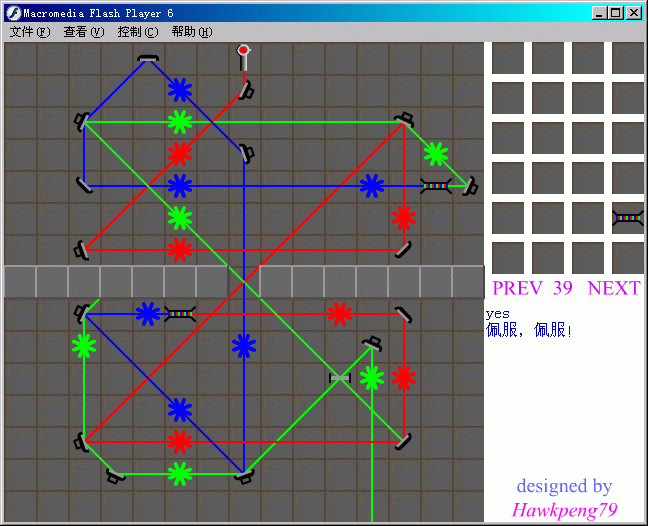 Macromedia Flash Player 6
文件(F) 查看(V) 控制(C) 帮助(H)
PREV 39 NEXT
yes
佩服，佩服！
designed by
Hawkpeng79